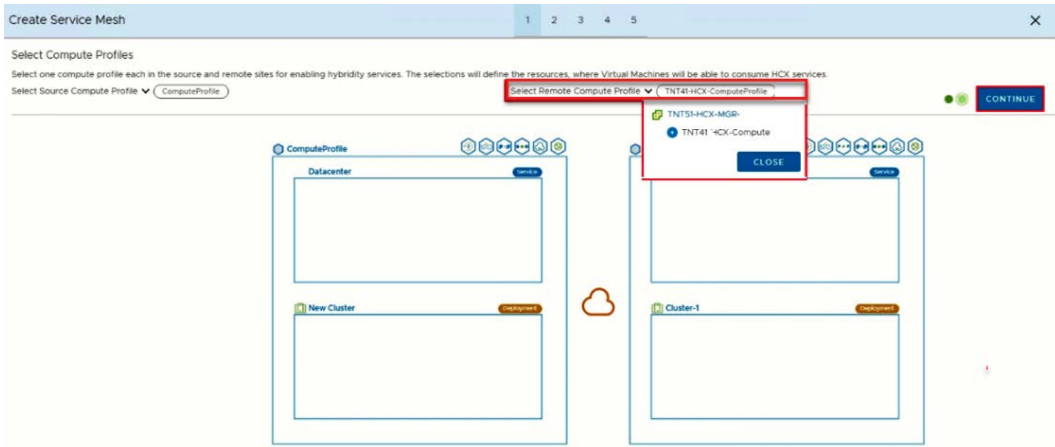 Create Service Mesh
1 2 3 4 5
Select Compute Profiles
Select one compute profile each in the source and remote sites for enabling hybridity services. The selections will define the resources, where Virtual Machines will be able to consume HCX services.
Select Source Compute Profile ComputeProfile
Select Remote Compute Profile TNT41-HCX-ComputeProfile
CONTINUE
TNT51-HCX-MGR-
TNT41 HCX-Compute
CLOSE
ComputeProfile
Datacenter Service
New Cluster Deployment
Service
Cluster-1 Deployment